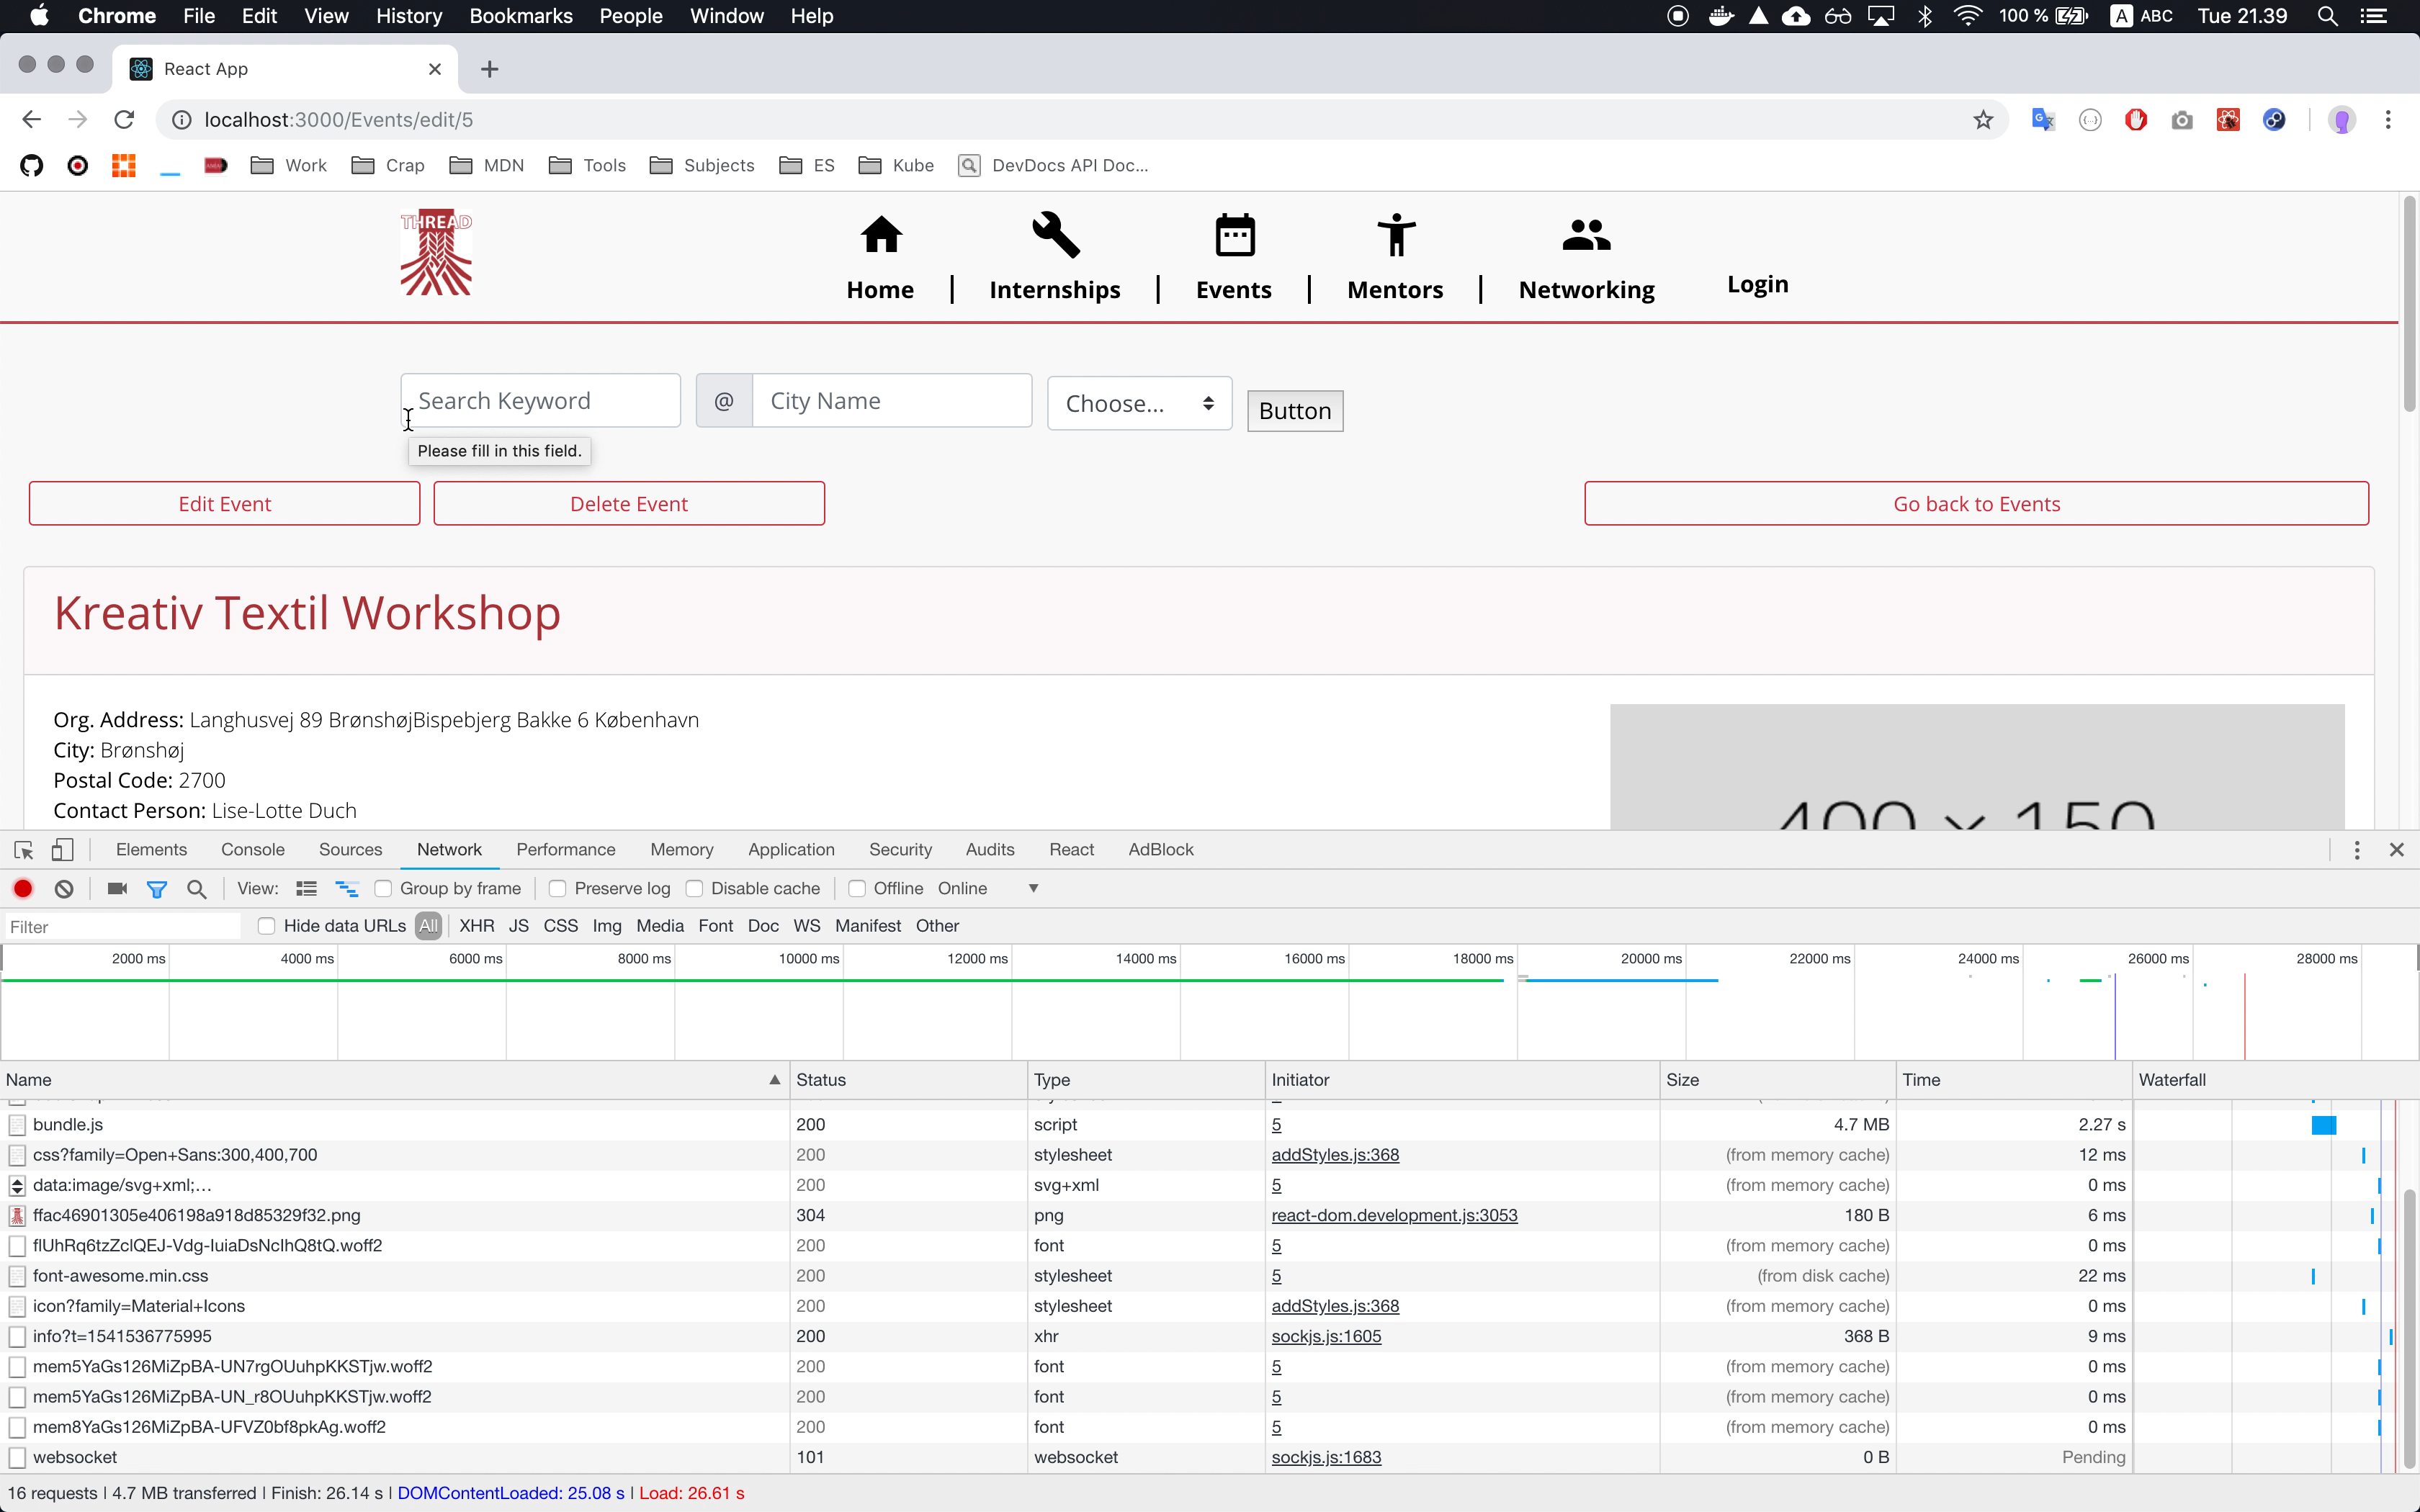 Chrome File Edit View History Bookmarks People Window Help 100 % A ABC Tue 21.39
React App
localhost:3000/Events/edit/5
Work Crap MDN Tools Subjects ES Kube DevDocs API Doc...
THREAD
Home | Internships | Events | Mentors | Networking Login
Search Keyword @ City Name Choose... Button
Please fill in this field.
Edit Event Delete Event Go back to Events
Kreativ Textil Workshop
Org. Address: Langhusvej 89 BrønshøjBispebjerg Bakke 6 København
City: Brønshøj
Postal Code: 2700
Contact Person: Lise-Lotte Duch
400 × 150
Elements Console Sources Network Performance Memory Application Security Audits React AdBlock
View: Group by frame Preserve log Disable cache Offline Online
Filter Hide data URLs All XHR JS CSS Img Media Font Doc WS Manifest Other
2000 ms 4000 ms 6000 ms 8000 ms 10000 ms 12000 ms 14000 ms 16000 ms 18000 ms 20000 ms 22000 ms 24000 ms 26000 ms 28000 ms
Name Status Type Initiator Size Time Waterfall
bundle.js 200 script 5 4.7 MB 2.27 s
css?family=Open+Sans:300,400,700 200 stylesheet addStyles.js:368 (from memory cache) 12 ms
data:image/svg+xml;... 200 svg+xml 5 (from memory cache) 0 ms
ffac46901305e406198a918d85329f32.png 304 png react-dom.development.js:3053 180 B 6 ms
flUhRq6tzZclQEJ-Vdg-IuiaDsNcIhQ8tQ.woff2 200 font 5 (from memory cache) 0 ms
font-awesome.min.css 200 stylesheet 5 (from disk cache) 22 ms
icon?family=Material+Icons 200 stylesheet addStyles.js:368 (from memory cache) 0 ms
info?t=1541536775995 200 xhr sockjs.js:1605 368 B 9 ms
mem5YaGs126MiZpBA-UN7rgOUuhpKKSTjw.woff2 200 font 5 (from memory cache) 0 ms
mem5YaGs126MiZpBA-UN_r8OUuhpKKSTjw.woff2 200 font 5 (from memory cache) 0 ms
mem8YaGs126MiZpBA-UFVZ0bf8pkAg.woff2 200 font 5 (from memory cache) 0 ms
websocket 101 websocket sockjs.js:1683 0 B Pending
16 requests | 4.7 MB transferred | Finish: 26.14 s | DOMContentLoaded: 25.08 s | Load: 26.61 s